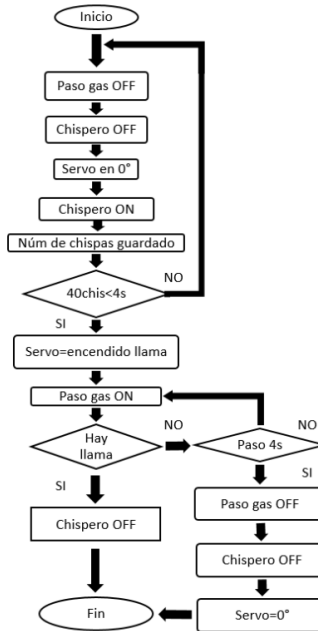 Inicio
Paso gas OFF
Chispero OFF
Servo en 0°
Chispero ON
Núm de chispas guardado
NO
40chis<4s
SI
Servo=encendido llama
Paso gas ON
NO
NO
Hay
llama
Paso 4s
SI
SI
Paso gas OFF
Chispero OFF
Chispero OFF
Fin
Servo=0°